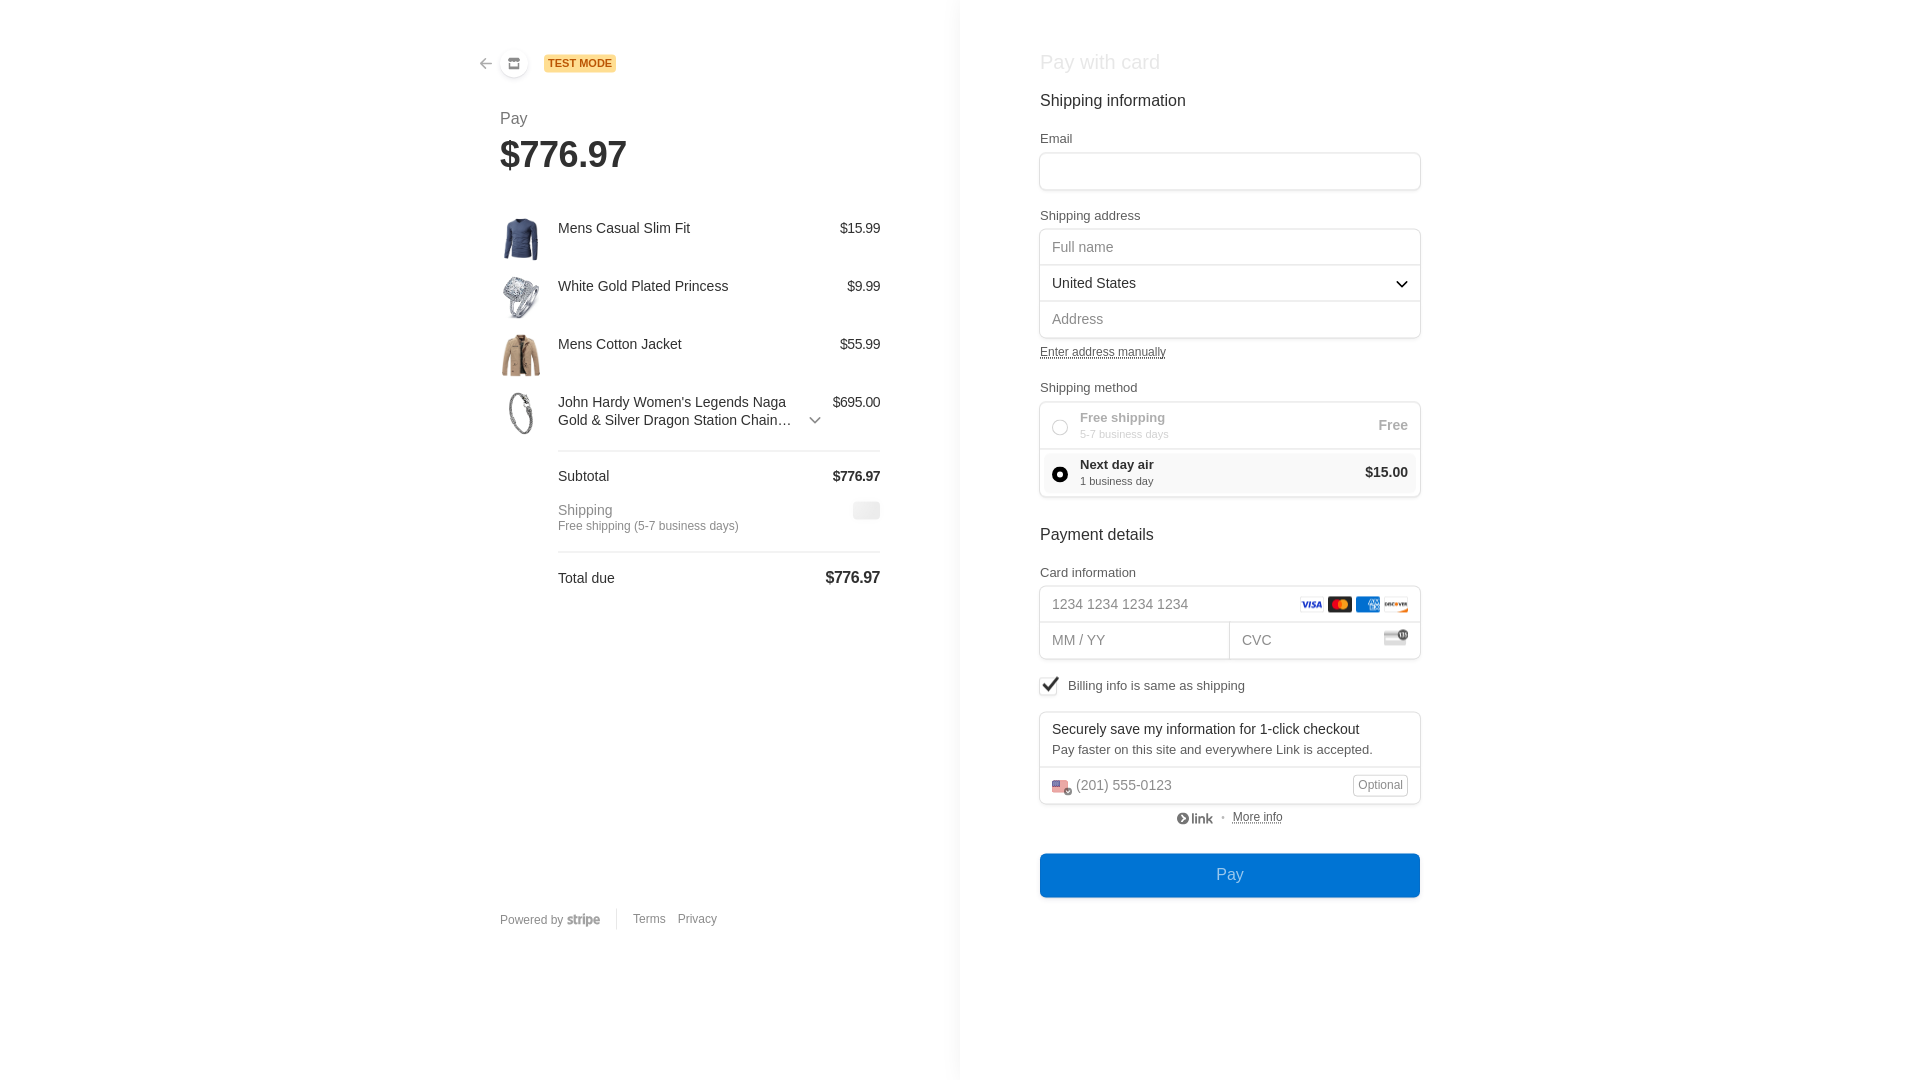 TEST MODE
Pay
$776.97
Mens Casual Slim Fit
$15.99
White Gold Plated Princess
$9.99
Mens Cotton Jacket
$55.99
John Hardy Women's Legends Naga
Gold & Silver Dragon Station Chain…
$695.00
Subtotal
$776.97
Shipping
Free shipping (5-7 business days)
Total due
$776.97
Powered by stripe
Terms
Privacy
Pay with card
Shipping information
Email
Shipping address
Full name
United States
Address
Enter address manually
Shipping method
Free shipping
5-7 business days
Free
Next day air
1 business day
$15.00
Payment details
Card information
1234 1234 1234 1234
VISA
AMEX
DISCOVER
MM / YY
CVC
Billing info is same as shipping
Securely save my information for 1-click checkout
Pay faster on this site and everywhere Link is accepted.
(201) 555-0123
Optional
link • More info
Pay